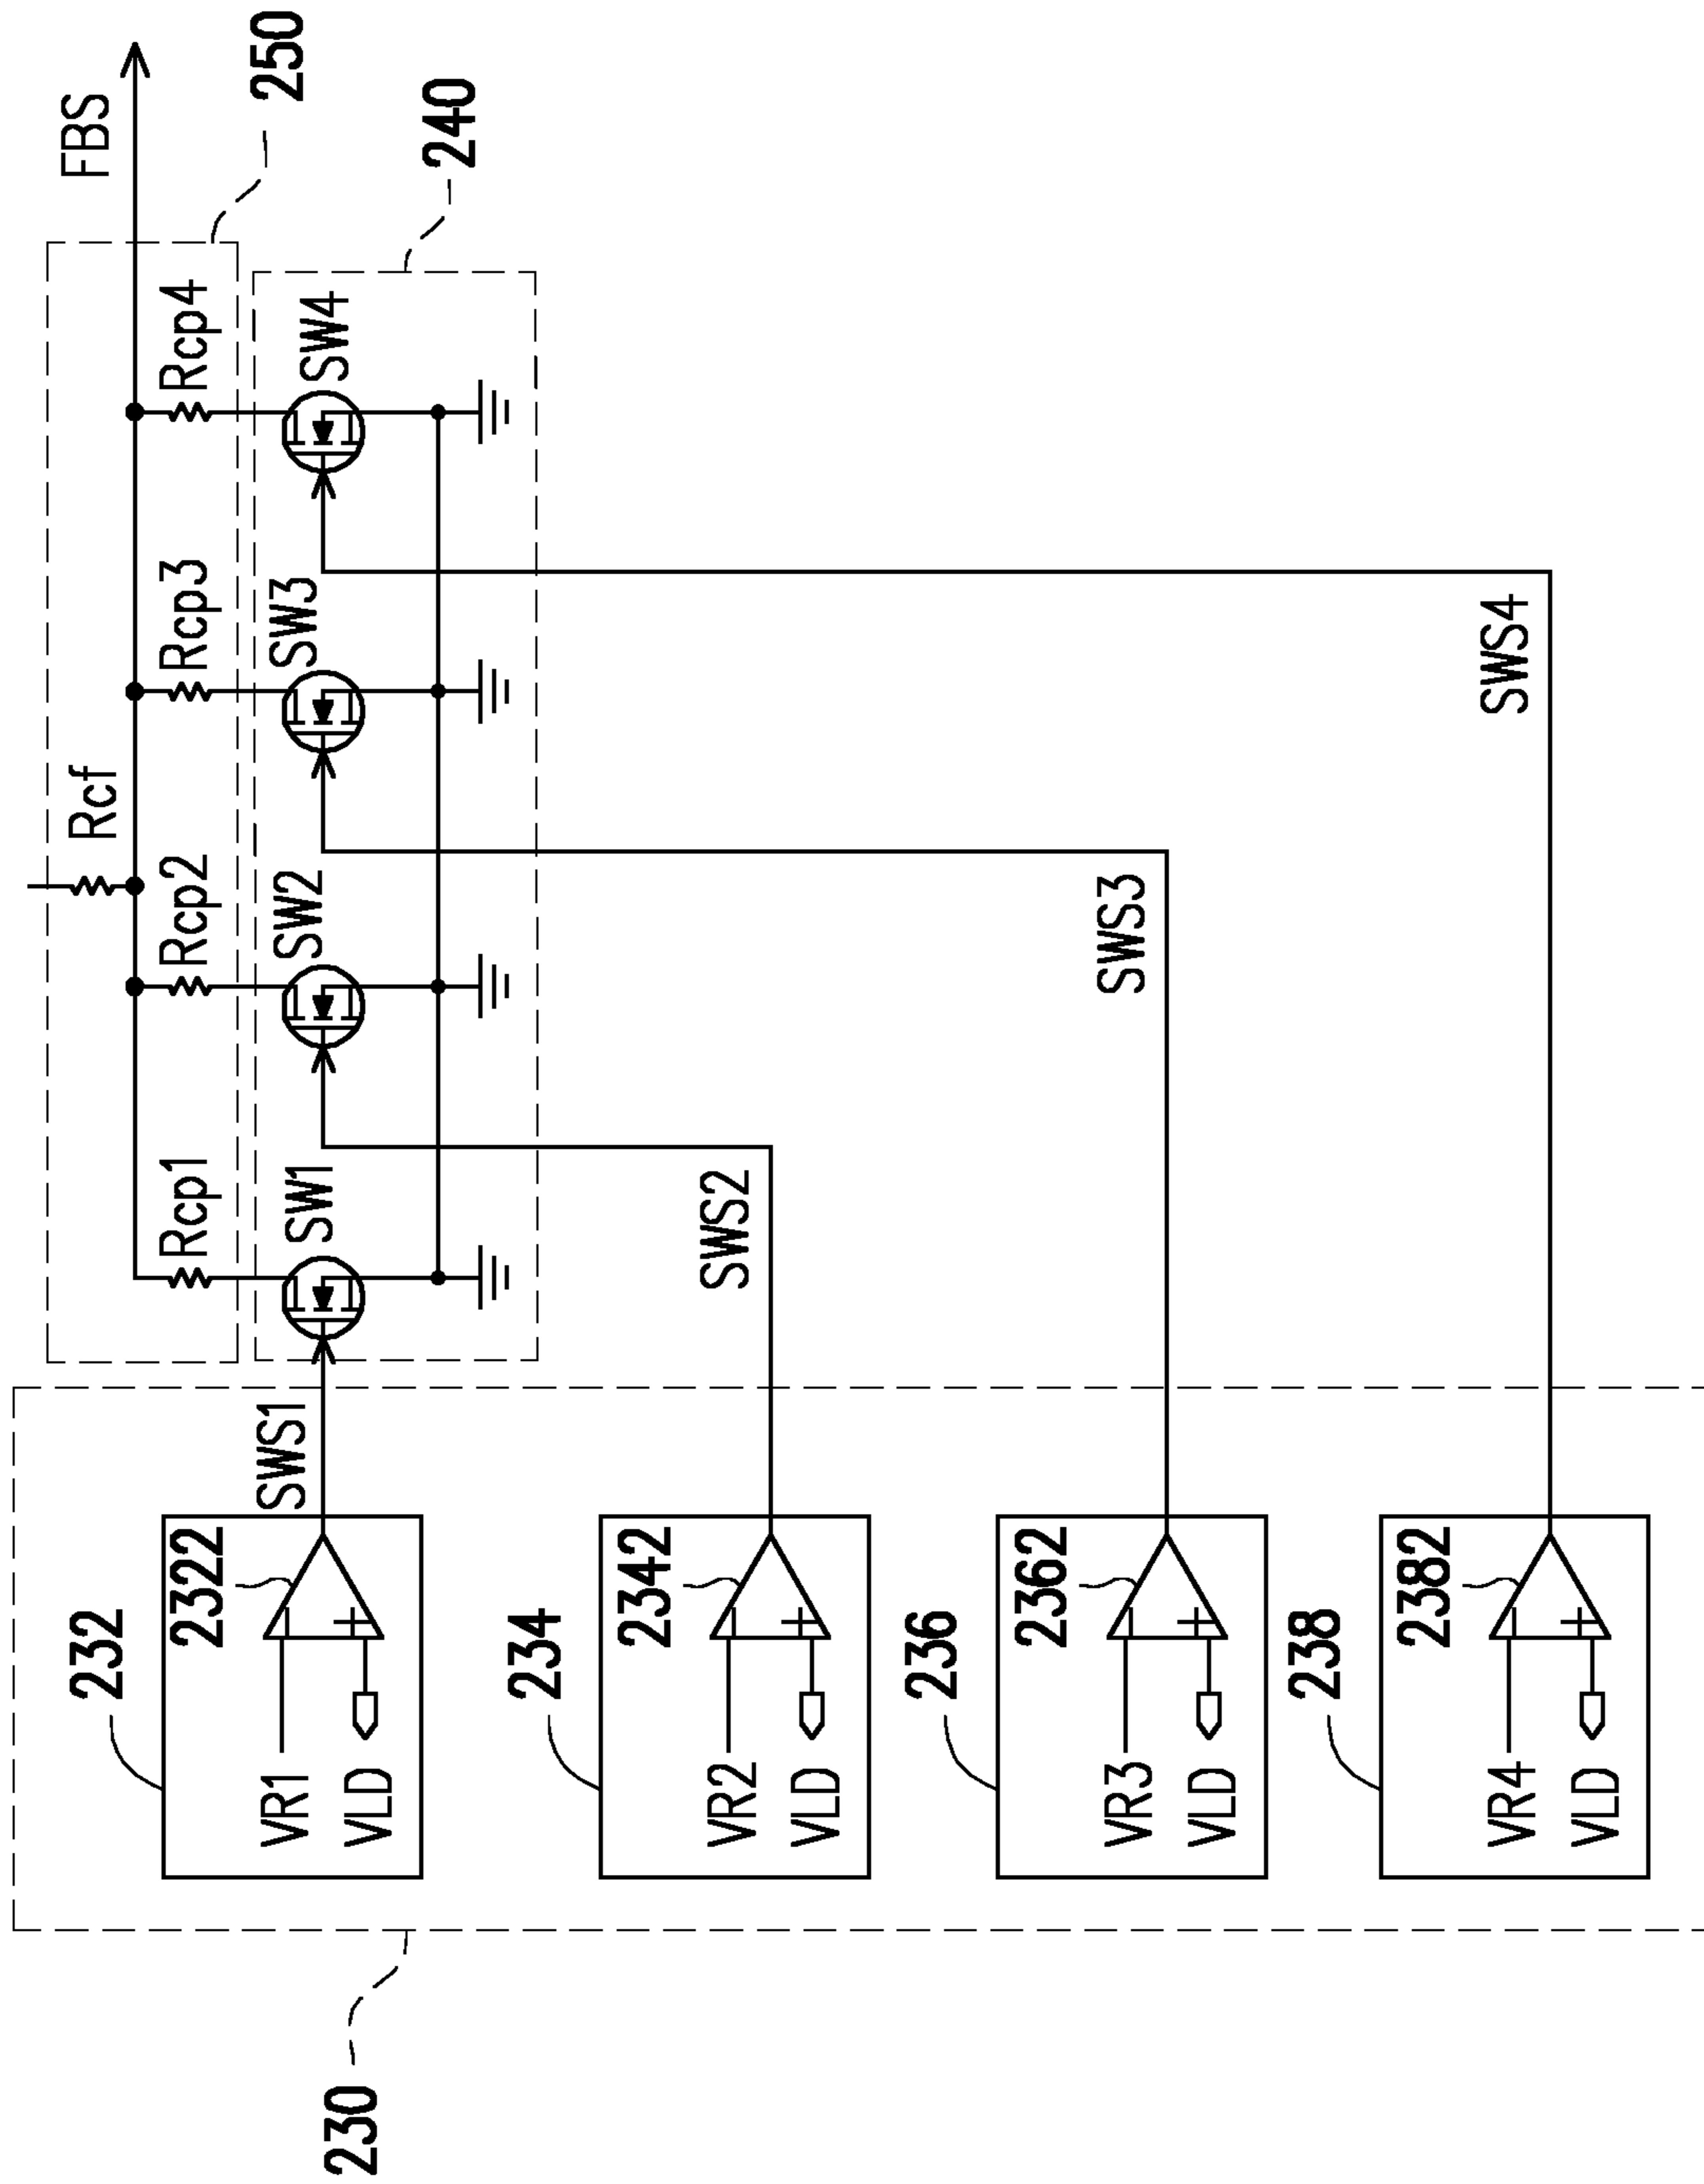 FBS
250
Rcf
Rcp1
Rcp2
Rcp3
Rcp4
240
SW1
SW2
SW3
SW4
230
232
2322
VR1
VLD
SWS1
234
2342
VR2
VLD
SWS2
236
2362
VR3
VLD
SWS3
238
2382
VR4
VLD
SWS4